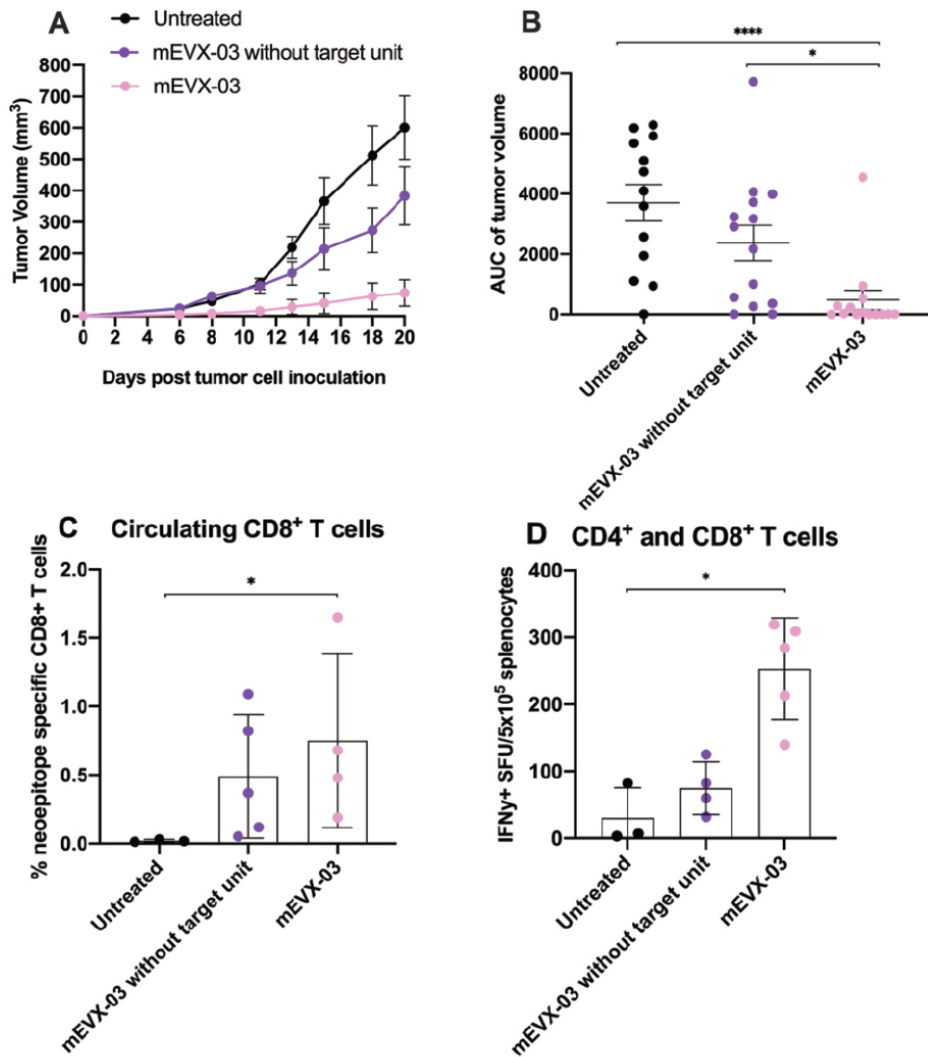 A
Untreated
mEVX-03 without target unit
mEVX-03
Tumor Volume (mm³)
800
700
600
500
400
300
200
100
0
0 2 4 6 8 10 12 14 16 18 20
Days post tumor cell inoculation
B
****
*
AUC of tumor volume
8000
6000
4000
2000
0
Untreated
mEVX-03 without target unit
mEVX-03
C Circulating CD8⁺ T cells
% neoepitope specific CD8+ T cells
2.0
1.5
1.0
0.5
0.0
*
Untreated
mEVX-03 without target unit
mEVX-03
D CD4⁺ and CD8⁺ T cells
IFNy+ SFU/5x10⁵ splenocytes
400
300
200
100
0
*
Untreated
mEVX-03 without target unit
mEVX-03